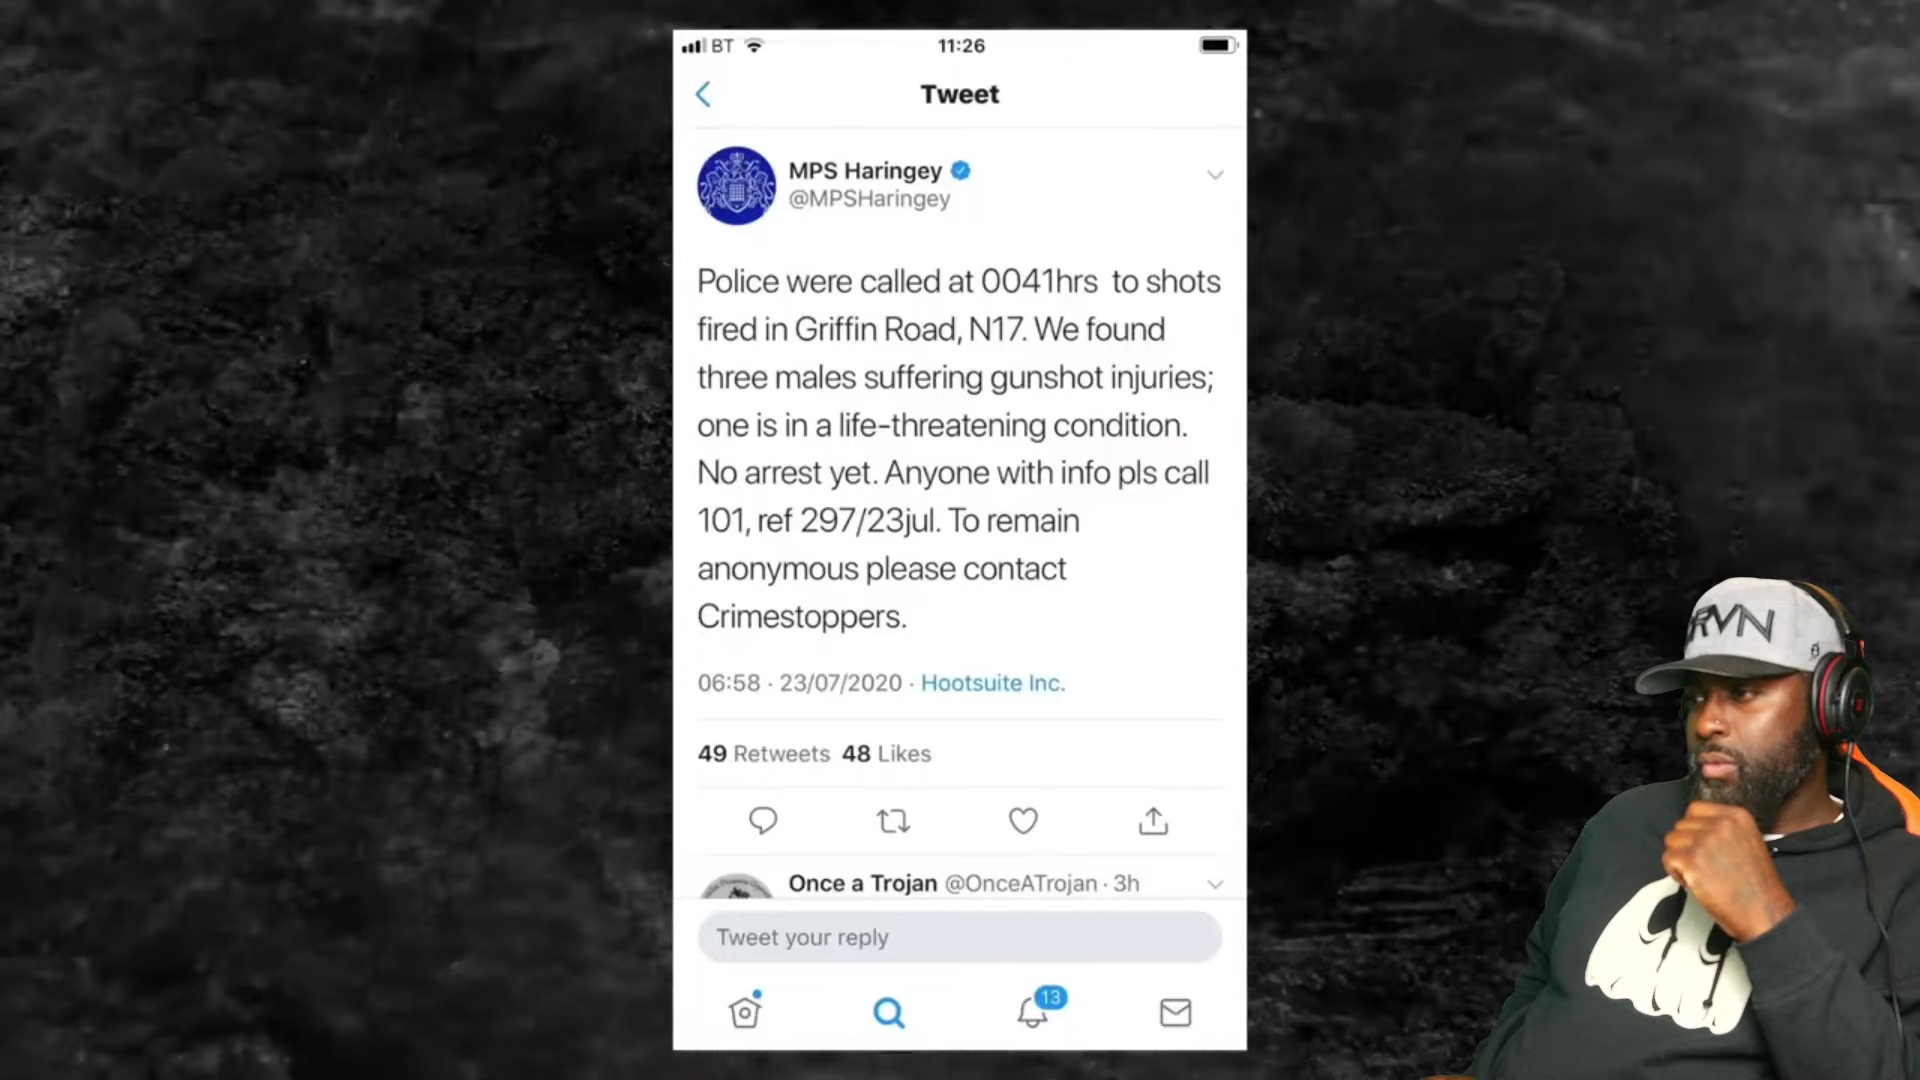 BT 11:26
Tweet
MPS Haringey
@MPSHaringey
Police were called at 0041hrs to shots
fired in Griffin Road, N17. We found
three males suffering gunshot injuries;
one is in a life-threatening condition.
No arrest yet. Anyone with info pls call
101, ref 297/23jul. To remain
anonymous please contact
Crimestoppers.
06:58 · 23/07/2020 · Hootsuite Inc.
49 Retweets 48 Likes
Once a Trojan @OnceATrojan · 3h
Tweet your reply
13
RVN